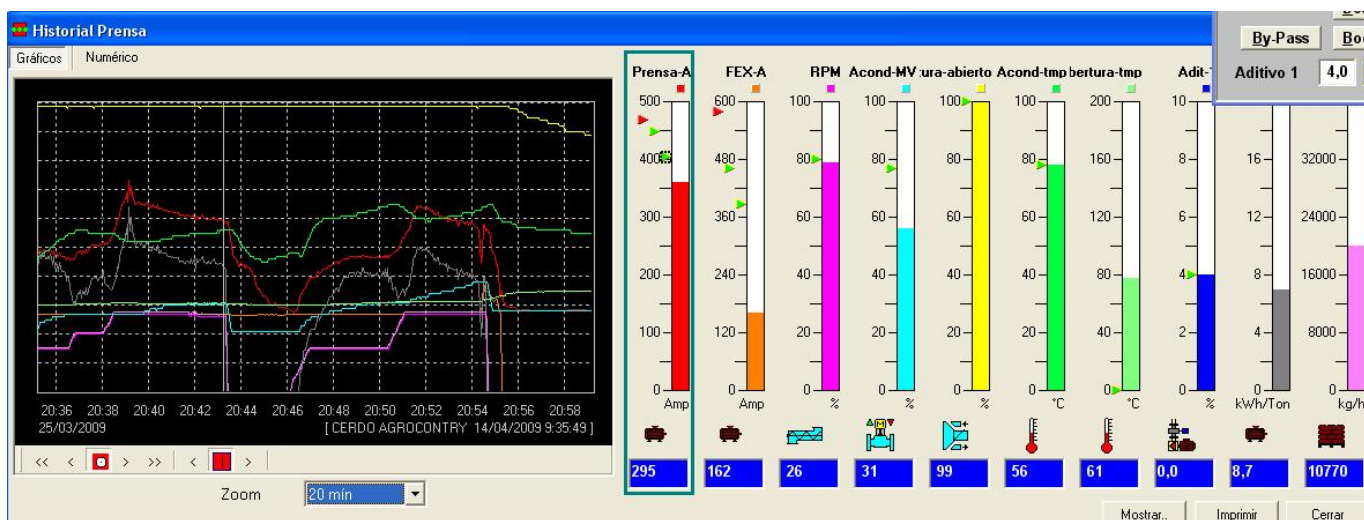 Historial Prensa
Gráficos Numérico
By-Pass
Aditivo 1 4,0
Prensa-A FEX-A RPM Acond-MV ura-abierto Acond-tmp bertura-tmp Adit-
500 600 100 100 100 100 200 10
400 480 80 80 80 80 160 8 16 32000
300 360 60 60 60 60 120 6 12 24000
200 240 40 40 40 40 80 4 8 16000
100 120 20 20 20 20 40 2 4 8000
0 0 0 0 0 0 0 0 0 0
Amp Amp % % % °C °C % kWh/Ton kg/h
20:36 20:38 20:40 20:42 20:44 20:46 20:48 20:50 20:52 20:54 20:56 20:58
25/03/2009 [ CERDO AGROCONTRY 14/04/2009 9:35:49 ]
<< < > >> < >
295 162 26 31 99 56 61 0,0 8,7 10770
Zoom 20 mín
Mostrar.. Imprimir Cerrar